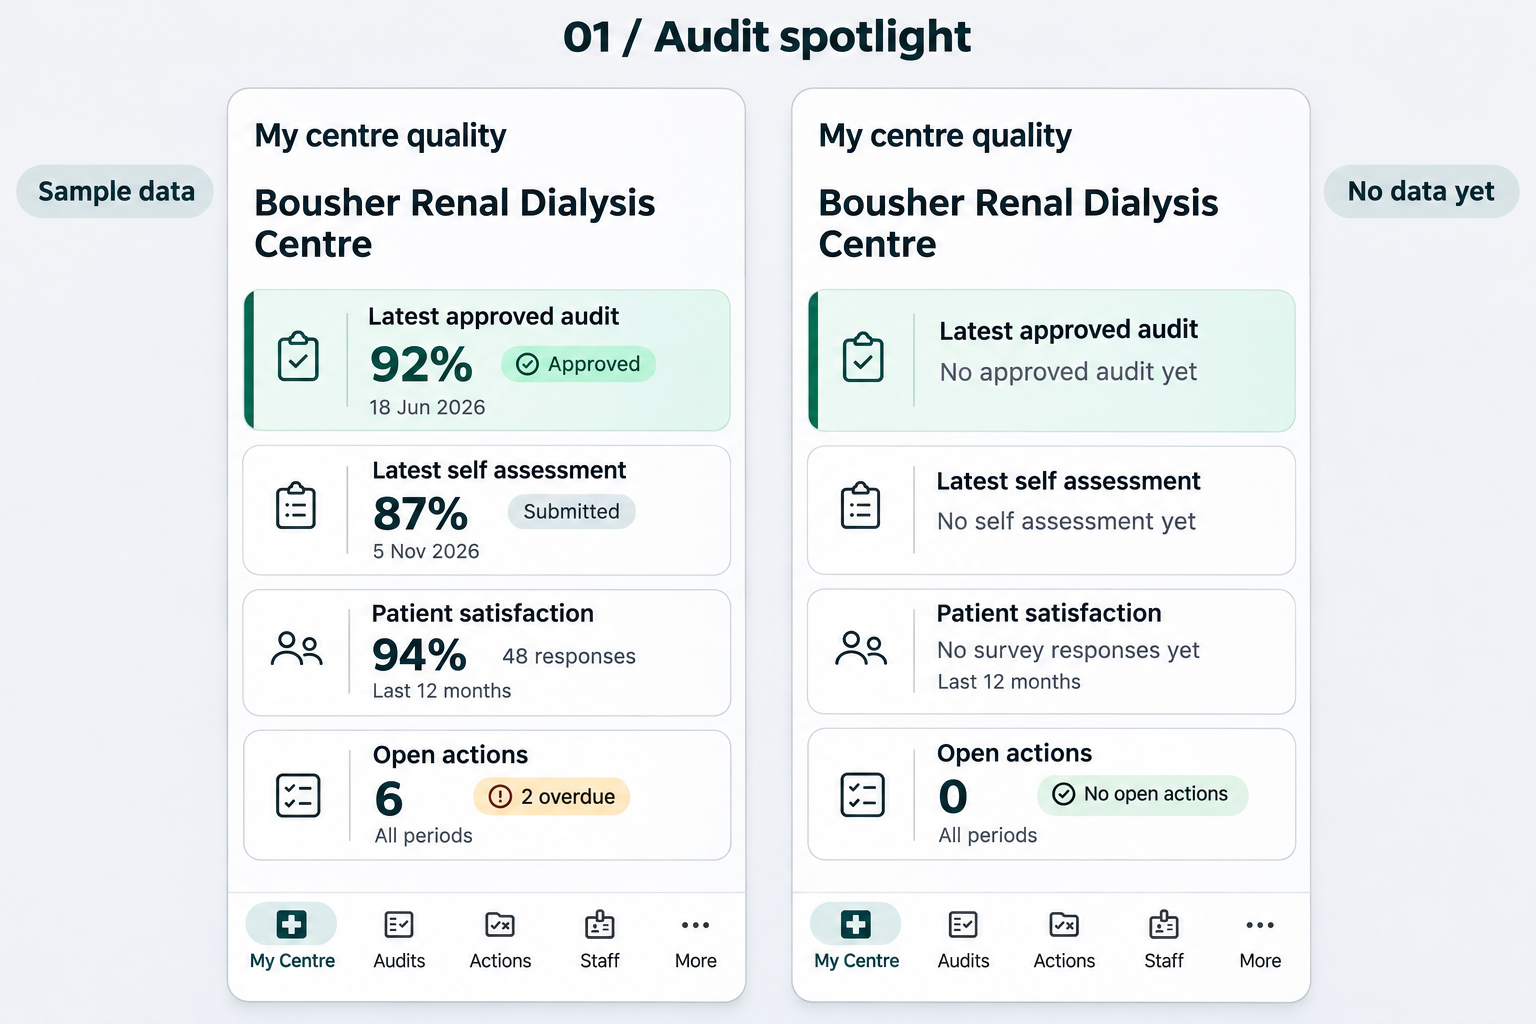 01 / Audit spotlight
Sample data
My centre quality
Bousher Renal Dialysis
Centre
Latest approved audit
92%
Approved
18 Jun 2026
Latest self assessment
87%
Submitted
5 Nov 2026
Patient satisfaction
94%
48 responses
Last 12 months
Open actions
6
2 overdue
All periods
My Centre
Audits
Actions
Staff
More
No data yet
My centre quality
Bousher Renal Dialysis
Centre
Latest approved audit
No approved audit yet
Latest self assessment
No self assessment yet
Patient satisfaction
No survey responses yet
Last 12 months
Open actions
0
No open actions
All periods
My Centre
Audits
Actions
Staff
More